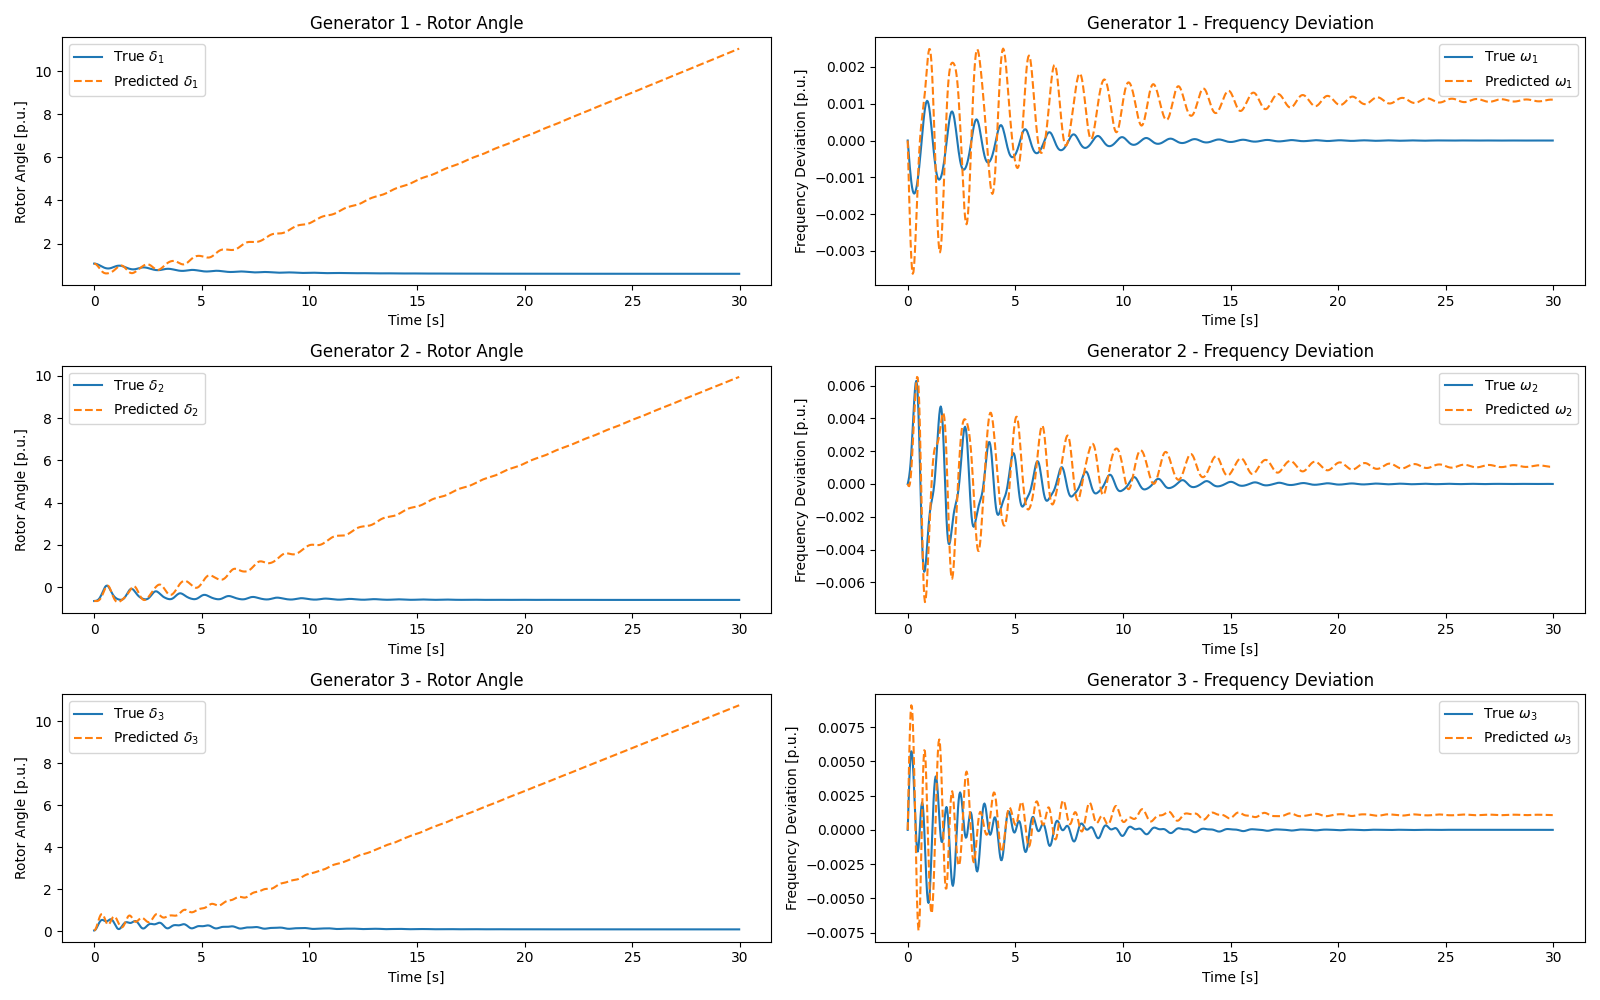 Generator 1 - Rotor Angle
Rotor Angle [p.u.]
10
8
6
4
2
True δ₁
Predicted δ₁
0 5 10 15 20 25 30
Time [s]
Generator 1 - Frequency Deviation
Frequency Deviation [p.u.]
0.002
0.001
0.000
−0.001
−0.002
−0.003
True ω₁
Predicted ω₁
0 5 10 15 20 25 30
Time [s]
Generator 2 - Rotor Angle
Rotor Angle [p.u.]
10
8
6
4
2
0
True δ₂
Predicted δ₂
0 5 10 15 20 25 30
Time [s]
Generator 2 - Frequency Deviation
Frequency Deviation [p.u.]
0.006
0.004
0.002
0.000
−0.002
−0.004
−0.006
True ω₂
Predicted ω₂
0 5 10 15 20 25 30
Time [s]
Generator 3 - Rotor Angle
Rotor Angle [p.u.]
10
8
6
4
2
0
True δ₃
Predicted δ₃
0 5 10 15 20 25 30
Time [s]
Generator 3 - Frequency Deviation
Frequency Deviation [p.u.]
0.0075
0.0050
0.0025
0.0000
−0.0025
−0.0050
−0.0075
True ω₃
Predicted ω₃
0 5 10 15 20 25 30
Time [s]